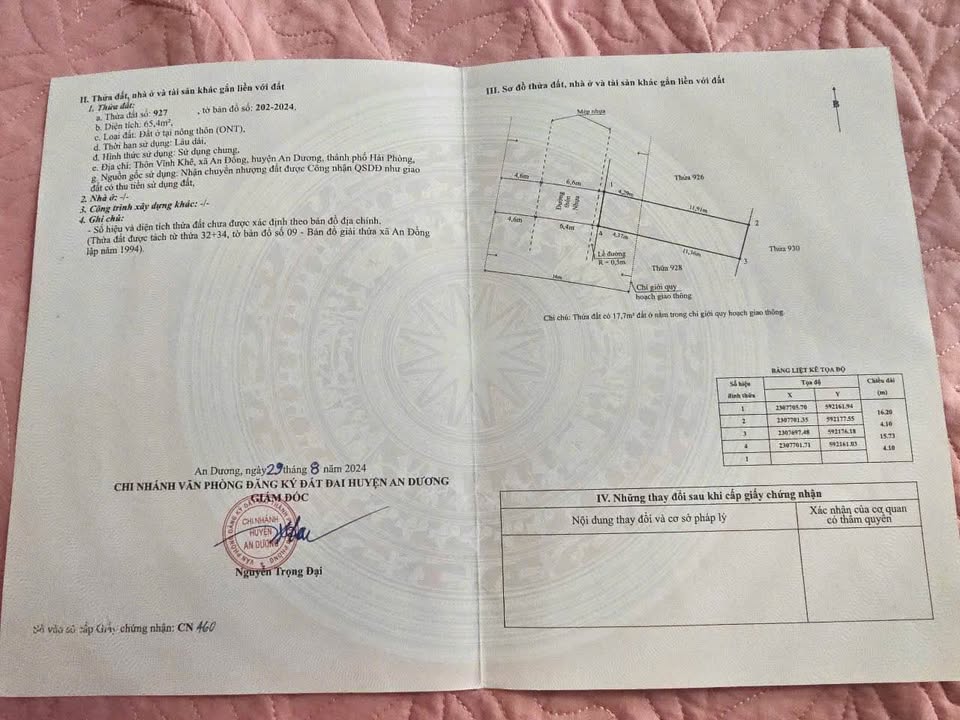 II. Thửa đất, nhà ở và tài sản khác gắn liền với đất
1. Thửa đất:
a. Thửa đất số: 927 , tờ bản đồ số: 202-2024,
b. Diện tích: 65,4m²,
c. Loại đất: Đất ở tại nông thôn (ONT),
d. Thời hạn sử dụng: Lâu dài,
đ. Hình thức sử dụng: Sử dụng chung,
e. Địa chỉ: Thôn Vĩnh Khê, xã An Đồng, huyện An Dương, thành phố Hải Phòng,
g. Nguồn gốc sử dụng: Nhận chuyển nhượng đất được Công nhận QSDĐ như giao
đất có thu tiền sử dụng đất,
2. Nhà ở: -/-
3. Công trình xây dựng khác: -/-
4. Ghi chú:
- Số hiệu và diện tích thửa đất chưa được xác định theo bản đồ địa chính.
(Thửa đất được tách từ thửa 32+34, tờ bản đồ số 09 - Bản đồ giải thửa xã An Đồng
lập năm 1994).
An Dương, ngày 29 tháng 8 năm 2024
CHI NHÁNH VĂN PHÒNG ĐĂNG KÝ ĐẤT ĐAI HUYỆN AN DƯƠNG
GIÁM ĐỐC
CHI NHÁNH
HUYỆN
AN DƯƠNG
Nguyễn Trọng Đại
Số vào sổ cấp Giấy chứng nhận: CN 460
III. Sơ đồ thửa đất, nhà ở và tài sản khác gắn liền với đất
B
Mép nhựa
Thửa 926
4,6m
1
4,29m
11,91m
2
Đường
thôn
Nhựa
4,6m
6,4m
4
4,37m
11,36m
3
Thửa 930
Lề đường
R = 0,5m
Thửa 928
16m
Chỉ giới quy
hoạch giao thông
Ghi chú: Thửa đất có 17,7m² đất ở nằm trong chỉ giới quy hoạch giao thông.
BẢNG LIỆT KÊ TỌA ĐỘ
Số hiệu đỉnh thửa Tọa độ Chiều dài (m)
X Y
1 2307705.70 592161.94
16.20
2 2307701.35 592177.55
4.10
3 2307697.48 592176.18
15.73
4 2307701.71 592161.03
4.10
1
IV. Những thay đổi sau khi cấp giấy chứng nhận
Nội dung thay đổi và cơ sở pháp lý
Xác nhận của cơ quan
có thẩm quyền